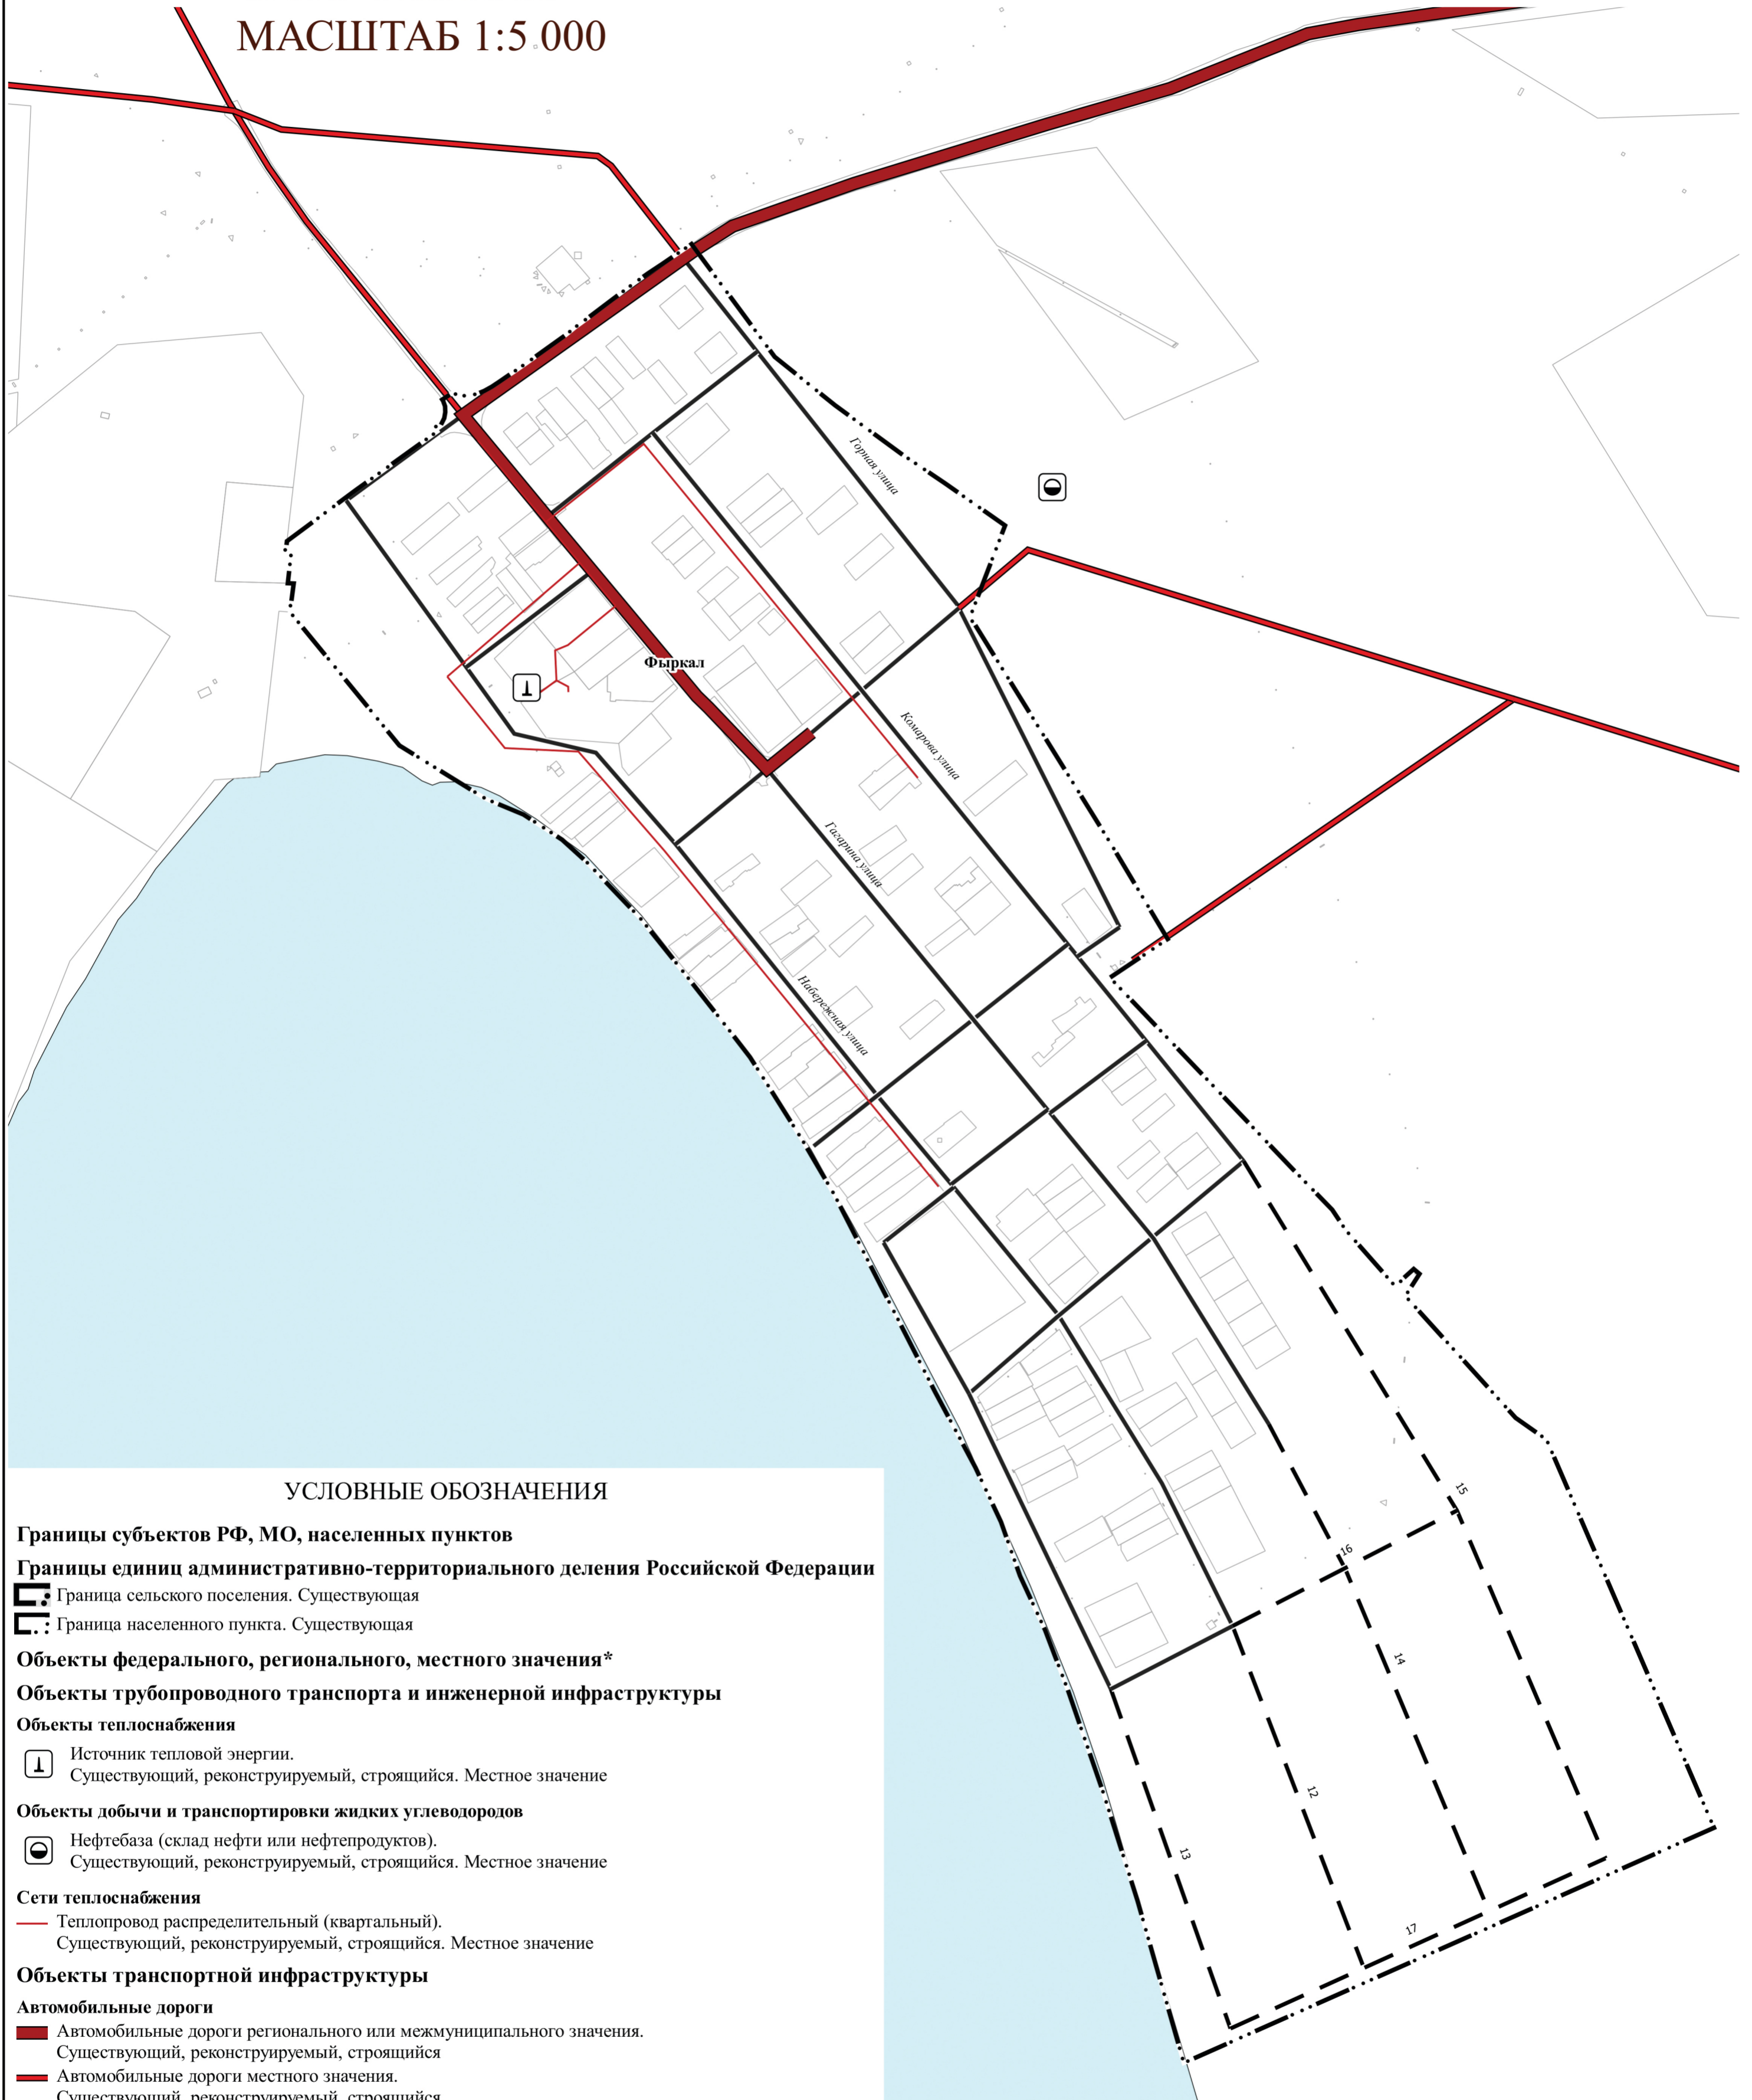 МАСШТАБ 1:5 000
Горная улица
Фыркал
Комарова улица
Гагарина улица
Набережная улица
15
16
14
12
13
17
УСЛОВНЫЕ ОБОЗНАЧЕНИЯ
Границы субъектов РФ, МО, населенных пунктов
Границы единиц административно-территориального деления Российской Федерации
Граница сельского поселения. Существующая
Граница населенного пункта. Существующая
Объекты федерального, регионального, местного значения*
Объекты трубопроводного транспорта и инженерной инфраструктуры
Объекты теплоснабжения
Источник тепловой энергии.
Существующий, реконструируемый, строящийся. Местное значение
Объекты добычи и транспортировки жидких углеводородов
Нефтебаза (склад нефти или нефтепродуктов).
Существующий, реконструируемый, строящийся. Местное значение
Сети теплоснабжения
Теплопровод распределительный (квартальный).
Существующий, реконструируемый, строящийся. Местное значение
Объекты транспортной инфраструктуры
Автомобильные дороги
Автомобильные дороги регионального или межмуниципального значения.
Существующий, реконструируемый, строящийся
Автомобильные дороги местного значения.
Существующий, реконструируемый, строящийся